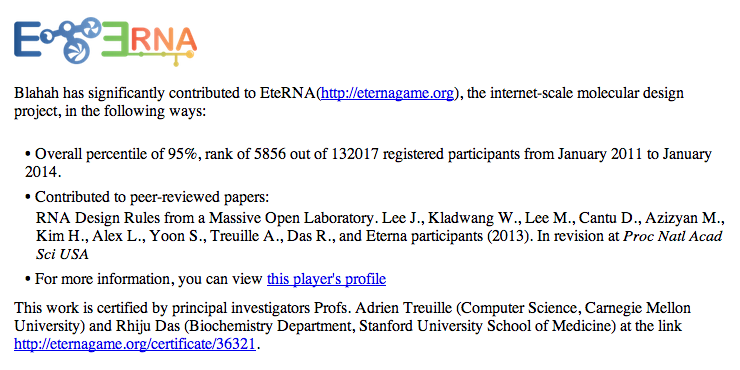 EteRNA
Blahah has significantly contributed to EteRNA(http://eternagame.org), the internet-scale molecular design
project, in the following ways:
• Overall percentile of 95%, rank of 5856 out of 132017 registered participants from January 2011 to January
2014.
• Contributed to peer-reviewed papers:
RNA Design Rules from a Massive Open Laboratory. Lee J., Kladwang W., Lee M., Cantu D., Azizyan M.,
Kim H., Alex L., Yoon S., Treuille A., Das R., and Eterna participants (2013). In revision at Proc Natl Acad
Sci USA
• For more information, you can view this player's profile
This work is certified by principal investigators Profs. Adrien Treuille (Computer Science, Carnegie Mellon
University) and Rhiju Das (Biochemistry Department, Stanford University School of Medicine) at the link
http://eternagame.org/certificate/36321.